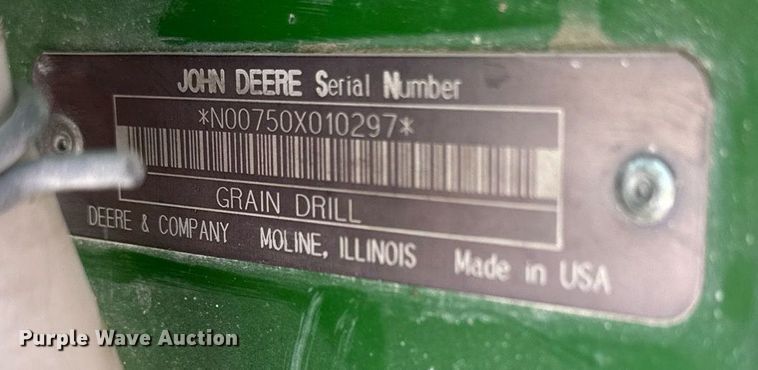 JOHN DEERE Serial Number
*N00750X010297*
GRAIN DRILL
DEERE & COMPANY MOLINE, ILLINOIS Made in USA
Purple Wave Auction